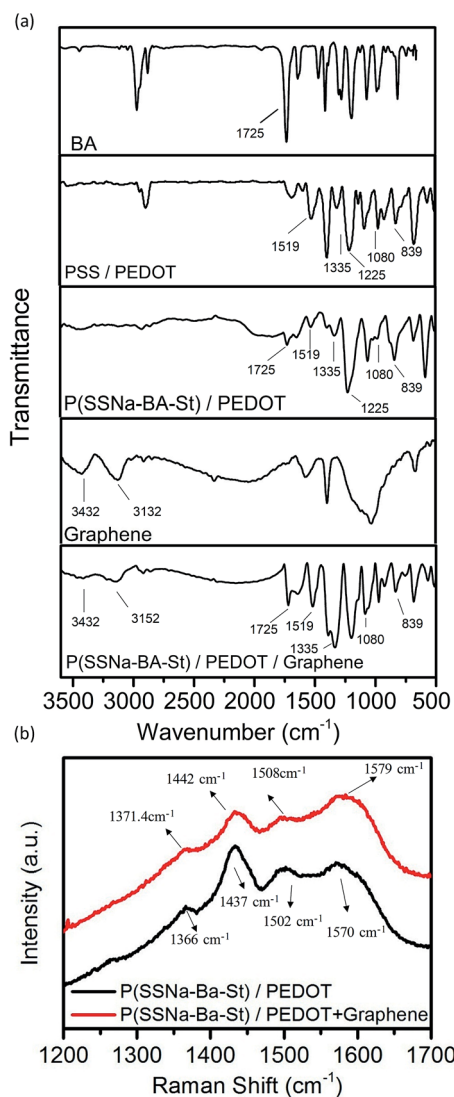 (a)
BA
1725
PSS / PEDOT
1519
1335
1225
1080
839
P(SSNa-BA-St) / PEDOT
1725
1519
1335
1225
1080
839
Graphene
3432
3132
P(SSNa-BA-St) / PEDOT / Graphene
3432
3152
1725
1519
1335
1080
839
Transmittance
3500
3000
2500
2000
1500
1000
500
Wavenumber (cm-1)
(b)
1371.4cm-1
1442 cm-1
1508cm-1
1579 cm-1
1366 cm-1
1437 cm-1
1502 cm-1
1570 cm-1
P(SSNa-Ba-St) / PEDOT
P(SSNa-Ba-St) / PEDOT+Graphene
Intensity (a.u.)
1200
1300
1400
1500
1600
1700
Raman Shift (cm-1)